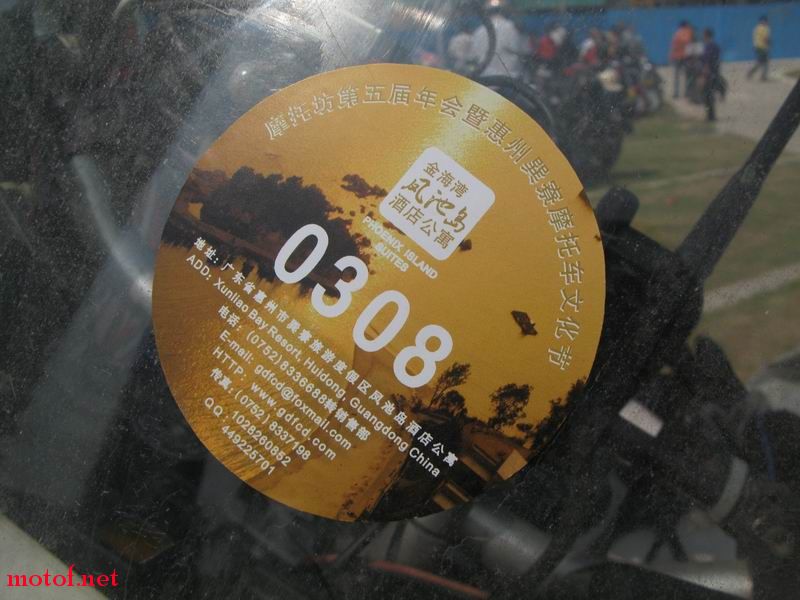 摩托坊第五届年会暨惠州巽寮摩托车文化节
金海湾
凤池岛
酒店公寓
PHOENIX ISLAND
SUITES
0308
地址：广东省惠州市巽寮旅游度假区凤池岛酒店公寓
ADD: Xunliao Bay Resort, Huidong, Guangdong China
电话：(0752) 8336688转销售部
E-mail: gdfcd@foxmail.com
HTTP: www.gdfcd.com
传真：(0752) 8337196
QQ: 1028260892
449225701
motof.net